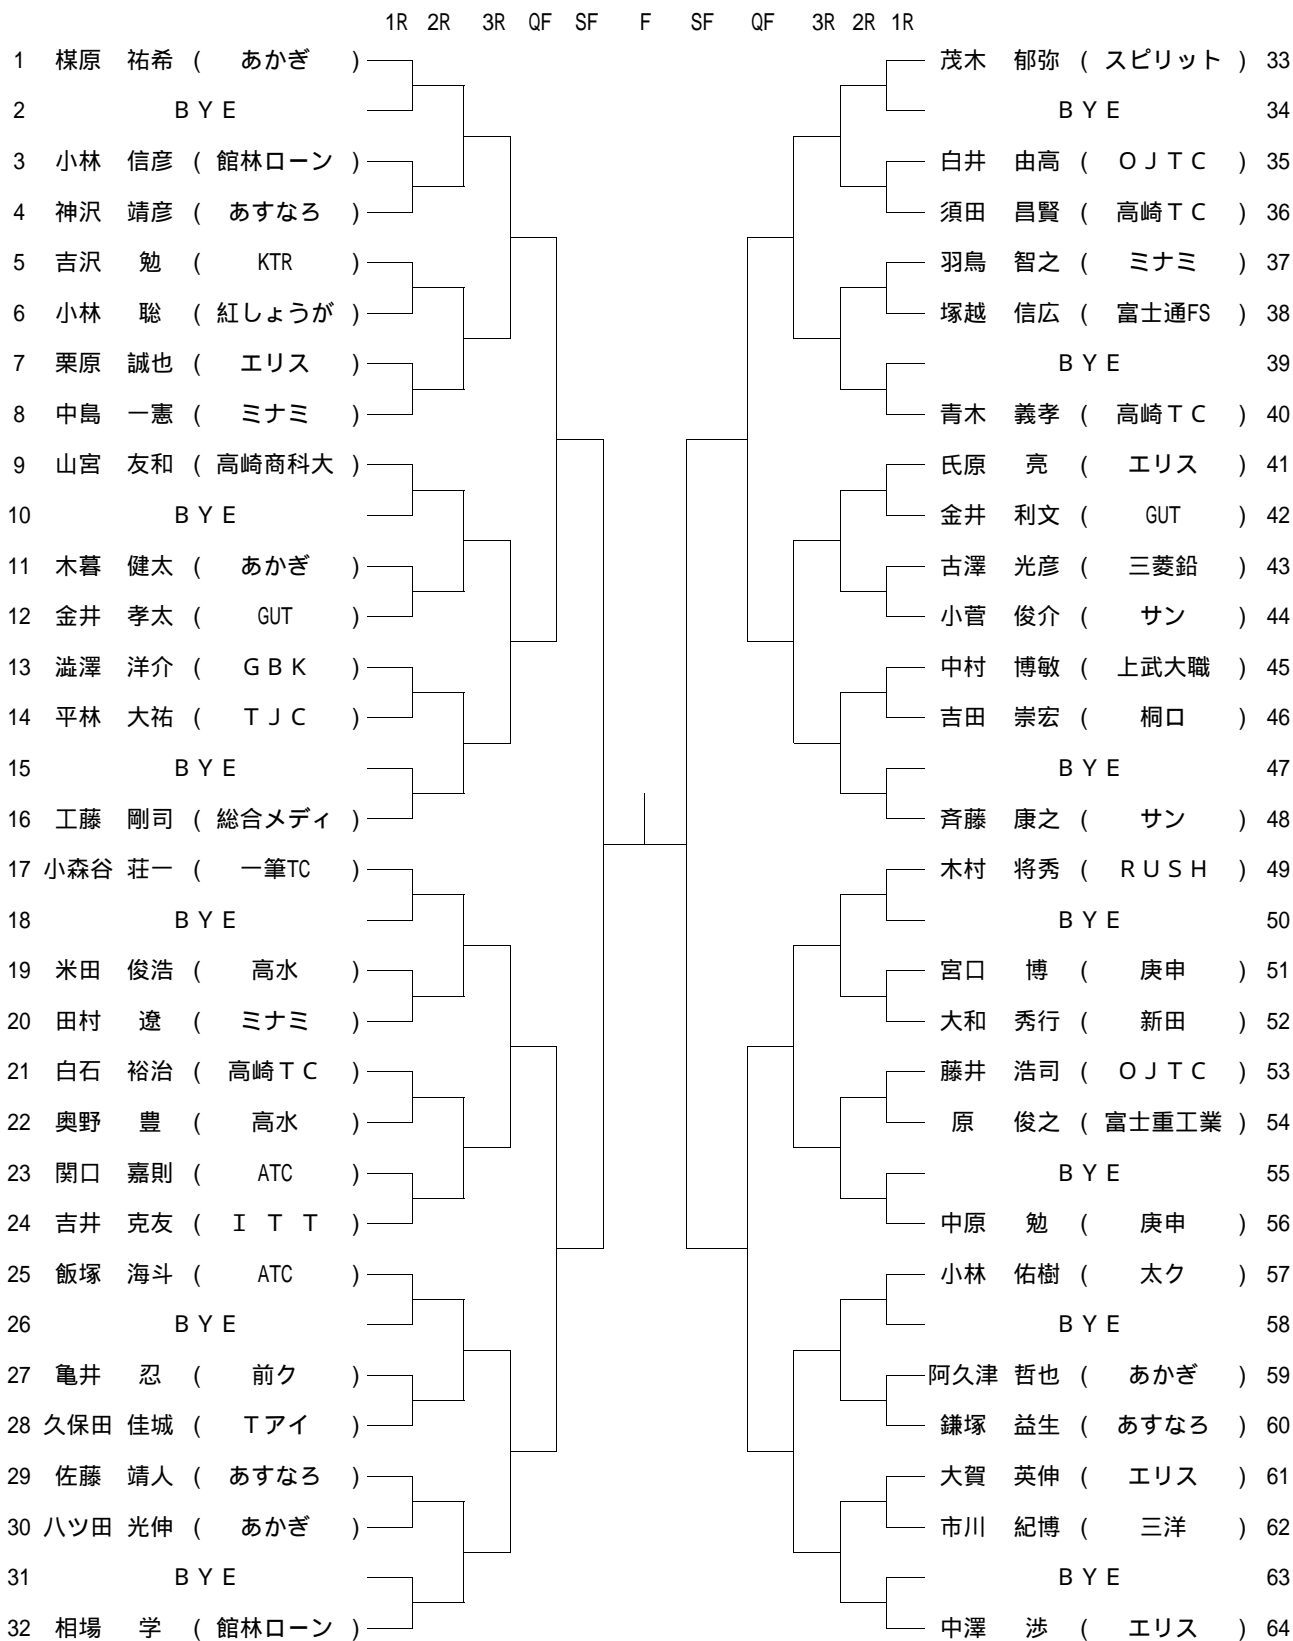 1R 2R 3R QF SF F SF QF 3R 2R 1R
1 楳原 祐希 ( あかぎ ) 茂木 郁弥 ( スピリット ) 33
2 ＢＹＥ ＢＹＥ 34
3 小林 信彦 ( 館林ローン ) 白井 由高 ( ＯＪＴＣ ) 35
4 神沢 靖彦 ( あすなろ ) 須田 昌賢 ( 高崎ＴＣ ) 36
5 吉沢 勉 ( KTR ) 羽鳥 智之 ( ミナミ ) 37
6 小林 聡 ( 紅しょうが ) 塚越 信広 ( 富士通FS ) 38
7 栗原 誠也 ( エリス ) ＢＹＥ 39
8 中島 一憲 ( ミナミ ) 青木 義孝 ( 高崎ＴＣ ) 40
9 山宮 友和 ( 高崎商科大 ) 氏原 亮 ( エリス ) 41
10 ＢＹＥ 金井 利文 ( GUT ) 42
11 木暮 健太 ( あかぎ ) 古澤 光彦 ( 三菱鉛 ) 43
12 金井 孝太 ( GUT ) 小菅 俊介 ( サン ) 44
13 澁澤 洋介 ( ＧＢＫ ) 中村 博敏 ( 上武大職 ) 45
14 平林 大祐 ( ＴＪＣ ) 吉田 崇宏 ( 桐ロ ) 46
15 ＢＹＥ ＢＹＥ 47
16 工藤 剛司 ( 総合メディ ) 斉藤 康之 ( サン ) 48
17 小森谷 荘一 ( 一筆TC ) 木村 将秀 ( ＲＵＳＨ ) 49
18 ＢＹＥ ＢＹＥ 50
19 米田 俊浩 ( 高水 ) 宮口 博 ( 庚申 ) 51
20 田村 遼 ( ミナミ ) 大和 秀行 ( 新田 ) 52
21 白石 裕治 ( 高崎ＴＣ ) 藤井 浩司 ( ＯＪＴＣ ) 53
22 奥野 豊 ( 高水 ) 原 俊之 ( 富士重工業 ) 54
23 関口 嘉則 ( ATC ) ＢＹＥ 55
24 吉井 克友 ( ＩＴＴ ) 中原 勉 ( 庚申 ) 56
25 飯塚 海斗 ( ATC ) 小林 佑樹 ( 太ク ) 57
26 ＢＹＥ ＢＹＥ 58
27 亀井 忍 ( 前ク ) 阿久津 哲也 ( あかぎ ) 59
28 久保田 佳城 ( Ｔアイ ) 鎌塚 益生 ( あすなろ ) 60
29 佐藤 靖人 ( あすなろ ) 大賀 英伸 ( エリス ) 61
30 八ツ田 光伸 ( あかぎ ) 市川 紀博 ( 三洋 ) 62
31 ＢＹＥ ＢＹＥ 63
32 相場 学 ( 館林ローン ) 中澤 渉 ( エリス ) 64